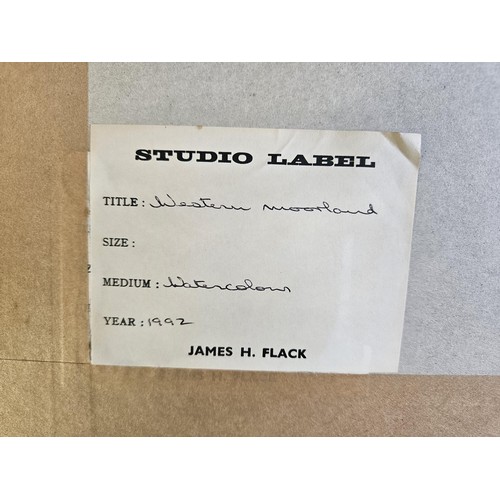 STUDIO LABEL
TITLE : Western moorland
SIZE :
MEDIUM : Watercolour
YEAR : 1992
JAMES H. FLACK